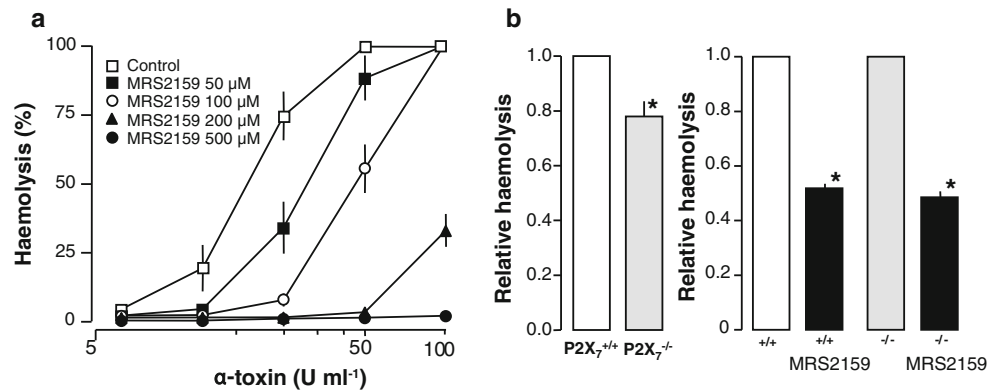 a
100
75
50
25
0
Haemolysis (%)
Control
MRS2159 50 µM
MRS2159 100 µM
MRS2159 200 µM
MRS2159 500 µM
5
50
100
α-toxin (U ml⁻¹)
b
1.0
0.8
0.6
0.4
0.2
0.0
Relative haemolysis
*
P2X₇⁺/⁺
P2X₇⁻/⁻
1.0
0.8
0.6
0.4
0.2
0
Relative haemolysis
*
*
+/+
+/+
MRS2159
-/-
-/-
MRS2159